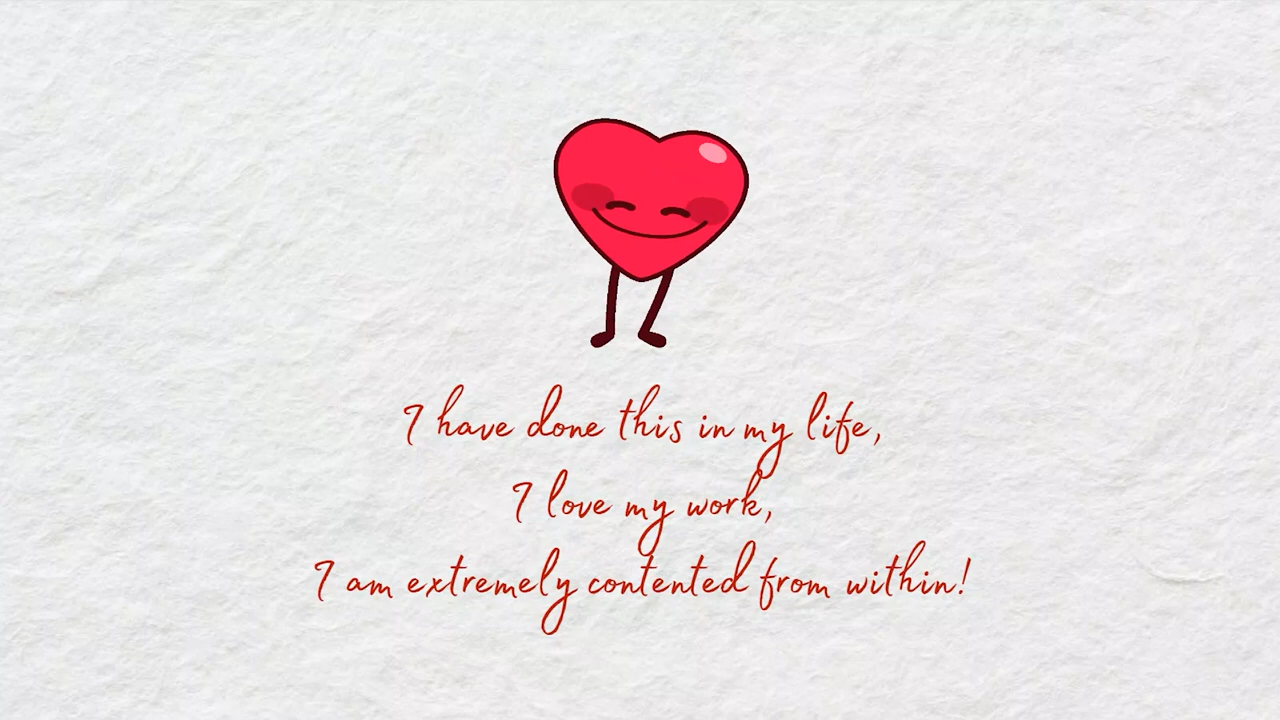 I have done this in my life,
I love my work,
I am extremely contented from within!